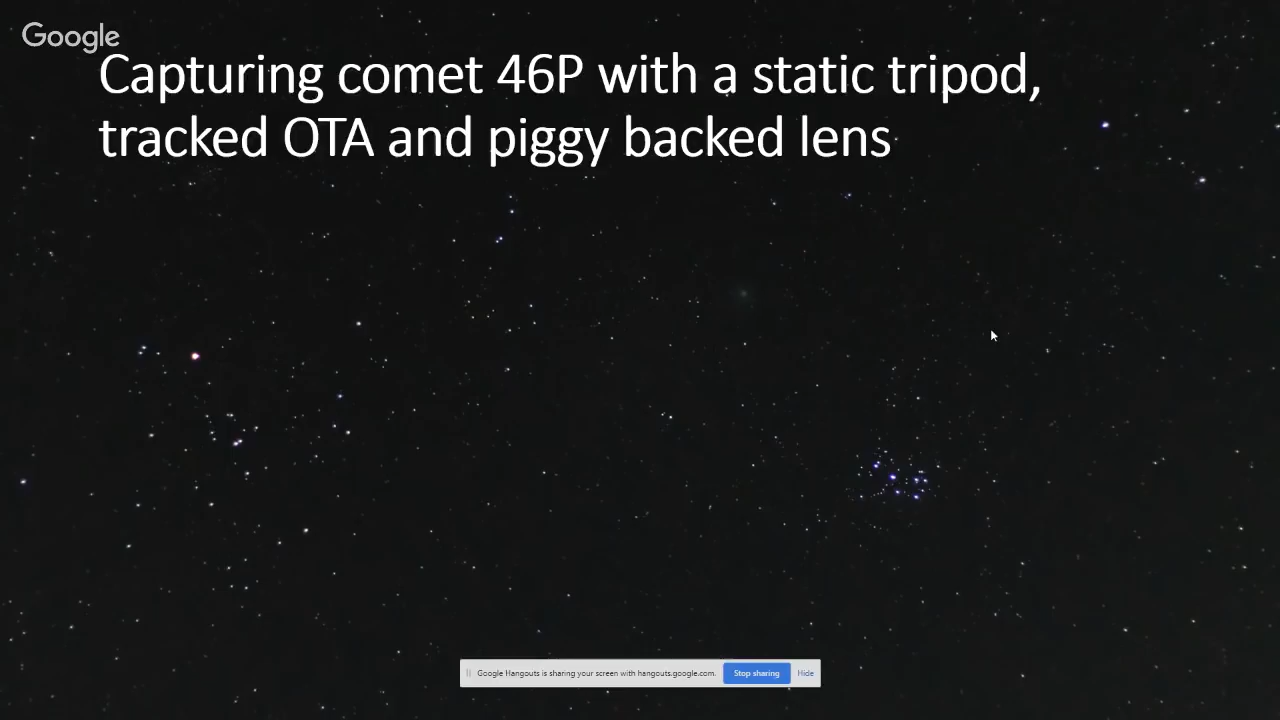 Google
Capturing comet 46P with a static tripod,
tracked OTA and piggy backed lens
Google Hangouts is sharing your screen with hangouts.google.com.
Stop sharing
Hide